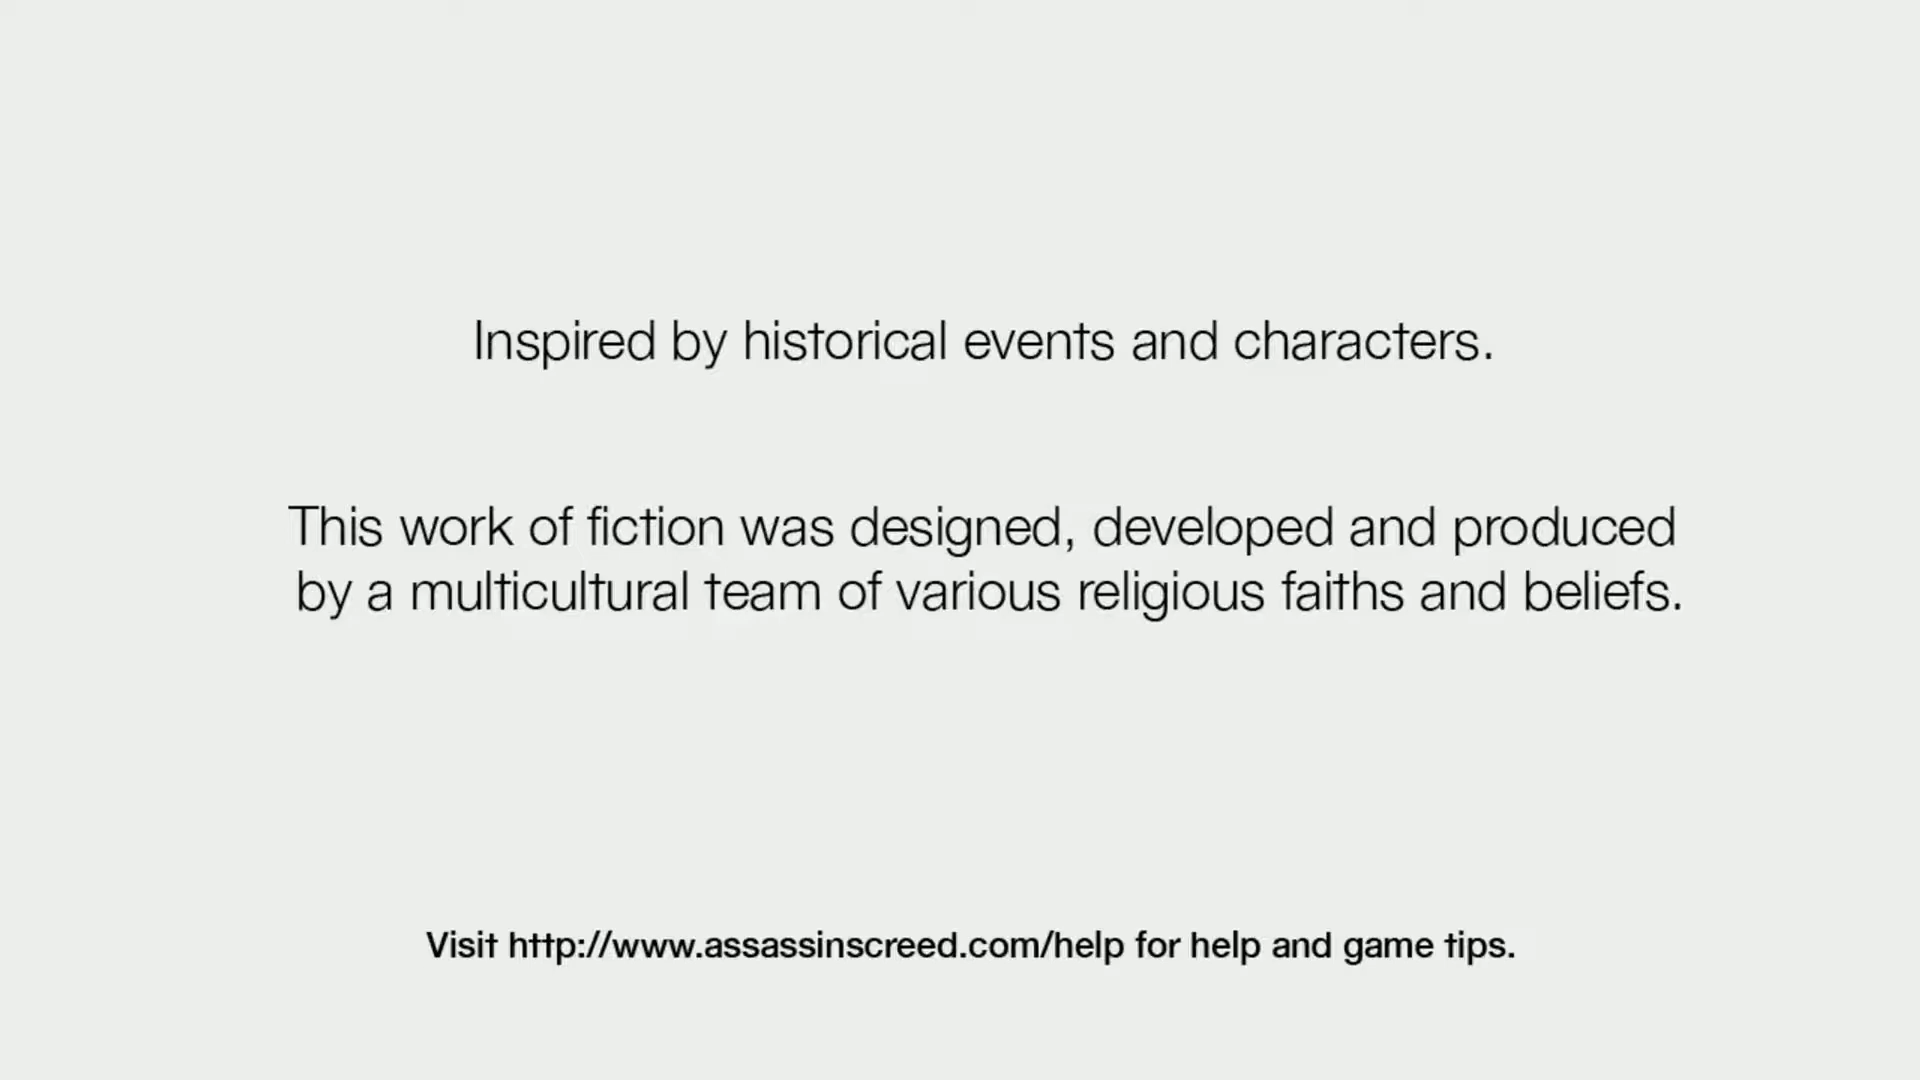 Inspired by historical events and characters.
This work of fiction was designed, developed and produced
by a multicultural team of various religious faiths and beliefs.
Visit http://www.assassinscreed.com/help for help and game tips.